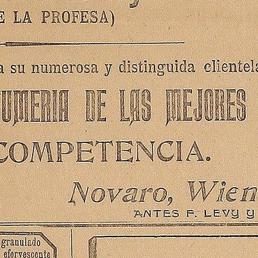 E LA PROFESA)
a su numerosa y distinguida clientela
UMERIA DE LAS MEJORES
COMPETENCIA.
Novaro, Wien
ANTES F. LEVY y
granulado
efervescente